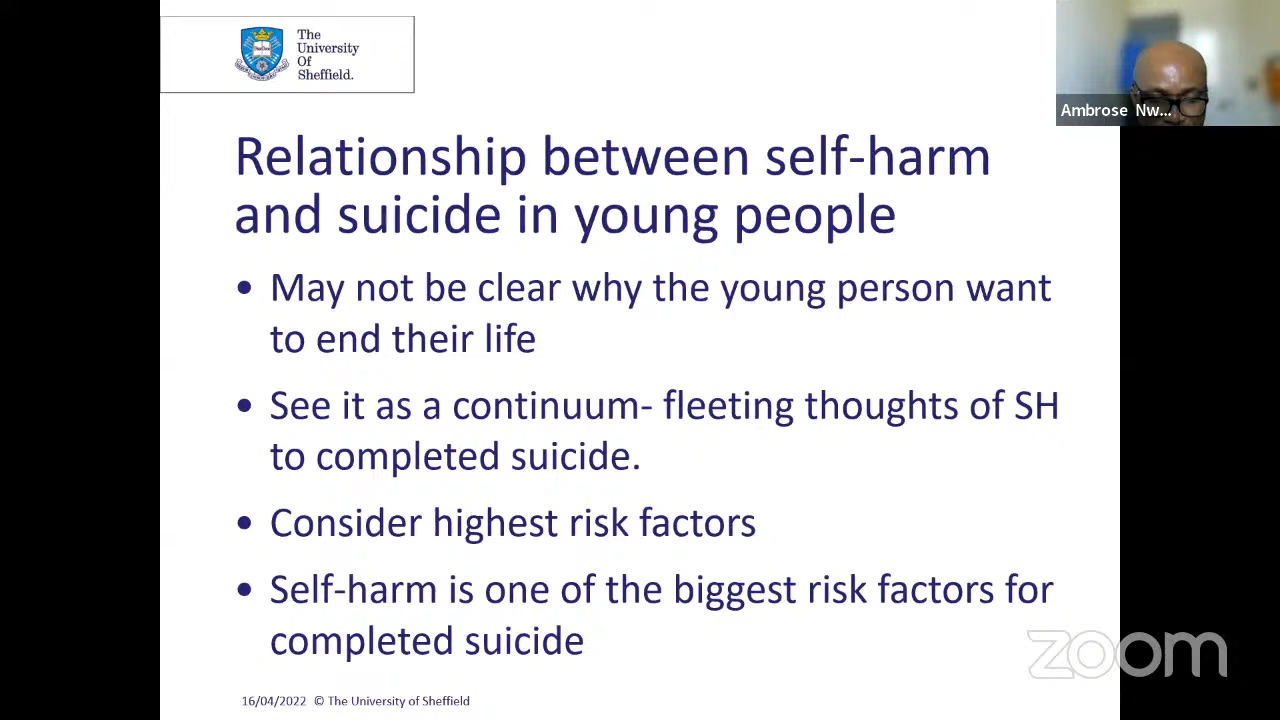 The
University
Of
Sheffield.
Ambrose Nw...
Relationship between self-harm
and suicide in young people
• May not be clear why the young person want
to end their life
• See it as a continuum- fleeting thoughts of SH
to completed suicide.
• Consider highest risk factors
• Self-harm is one of the biggest risk factors for
completed suicide
zoom
16/04/2022 © The University of Sheffield